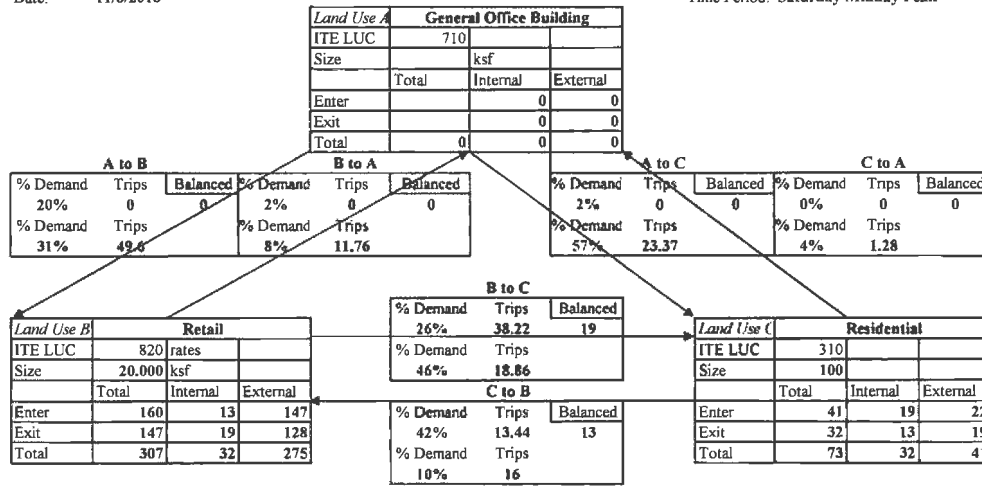 Date: 11/8/2018
Land Use A General Office Building
ITE LUC 710
Size ksf
Total Internal External
Enter 0 0
Exit 0 0
Total 0 0 0
A to B B to A A to C C to A
% Demand Trips Balanced % Demand Trips Balanced % Demand Trips Balanced % Demand Trips Balanced
20% 0 0 2% 0 0 2% 0 0 0% 0 0
% Demand Trips % Demand Trips % Demand Trips % Demand Trips
31% 49.6 8% 11.76 57% 23.37 4% 1.28
B to C
% Demand Trips Balanced
26% 38.22 19
% Demand Trips
46% 18.86
C to B
% Demand Trips Balanced
42% 13.44 13
% Demand Trips
10% 16
Land Use B Retail
ITE LUC 820 rates
Size 20.000 ksf
Total Internal External
Enter 160 13 147
Exit 147 19 128
Total 307 32 275
Land Use C Residential
ITE LUC 310
Size 100
Total Internal External
Enter 41 19 22
Exit 32 13 19
Total 73 32